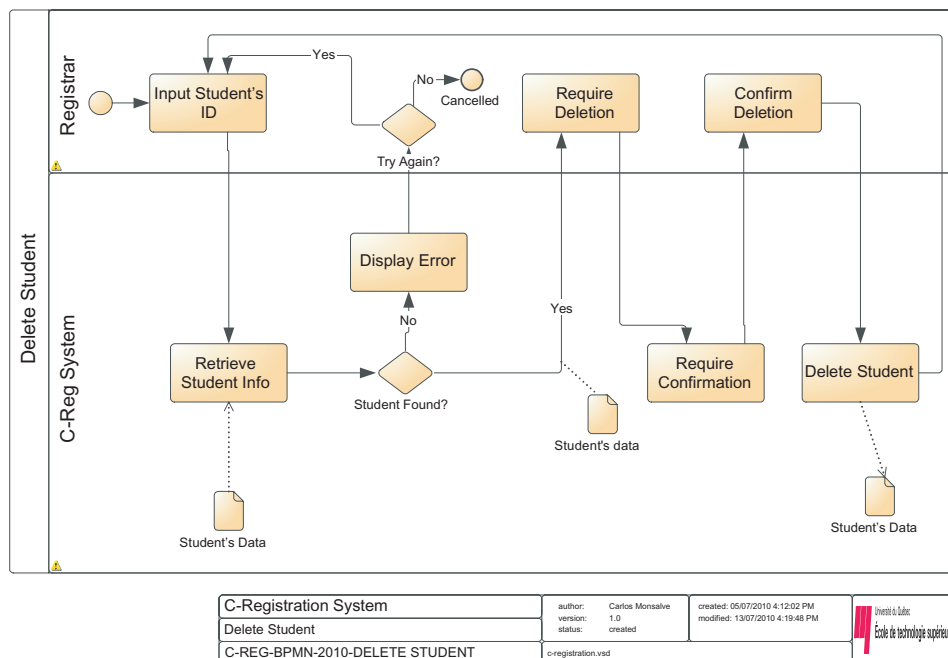 Delete Student
Registrar
C-Reg System
Input Student's
ID
Yes
No
Cancelled
Try Again?
Require
Deletion
Confirm
Deletion
Display Error
No
Yes
Retrieve
Student Info
Student Found?
Require
Confirmation
Delete Student
Student's data
Student's Data
Student's Data
C-Registration System
Delete Student
C-REG-BPMN-2010-DELETE STUDENT
author: Carlos Monsalve
version: 1.0
status: created
created: 05/07/2010 4:12:02 PM
modified: 13/07/2010 4:19:48 PM
c-registration.vsd
Université du Québec
École de technologie supérieure